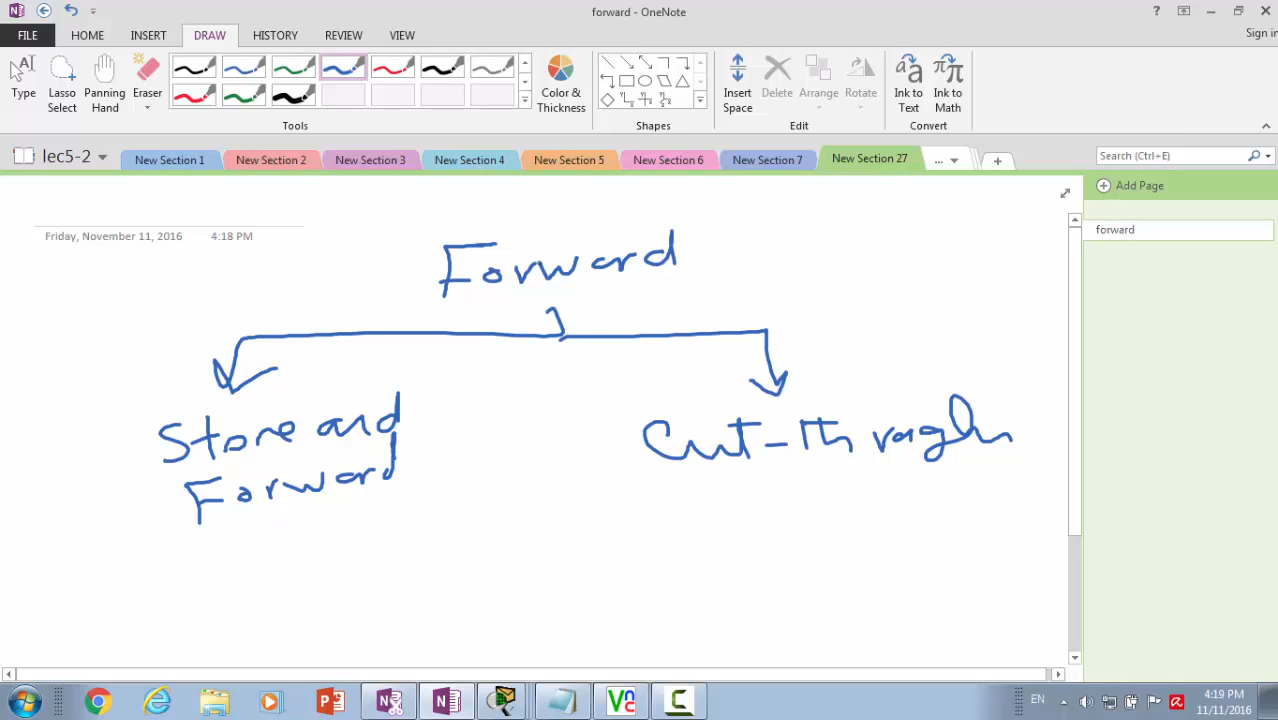 forward - OneNote
?
Sign in
FILE
HOME
INSERT
DRAW
HISTORY
REVIEW
VIEW
Type
Lasso Select
Panning Hand
Eraser
Color & Thickness
Insert Space
Delete
Arrange
Rotate
Ink to Text
Ink to Math
Tools
Shapes
Edit
Convert
lec5-2
New Section 1
New Section 2
New Section 3
New Section 4
New Section 5
New Section 6
New Section 7
New Section 27
...
Search (Ctrl+E)
Add Page
forward
Friday, November 11, 2016 4:18 PM
Forward
Store and
Forward
Cut-through
EN
4:19 PM
11/11/2016